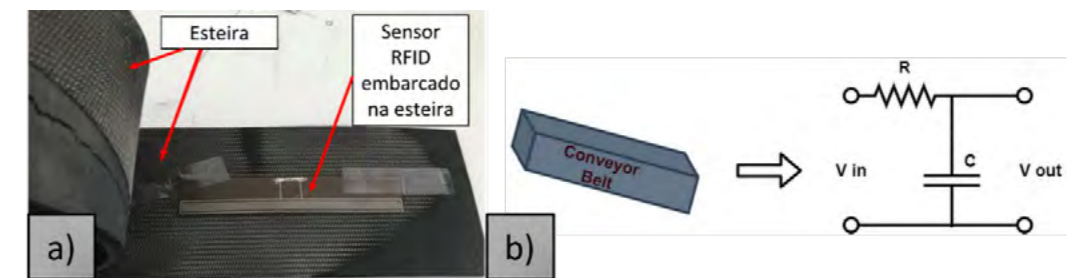 Esteira
Sensor
RFID
embarcado
na esteira
a)
Conveyor
Belt
R
V in
C
V out
b)